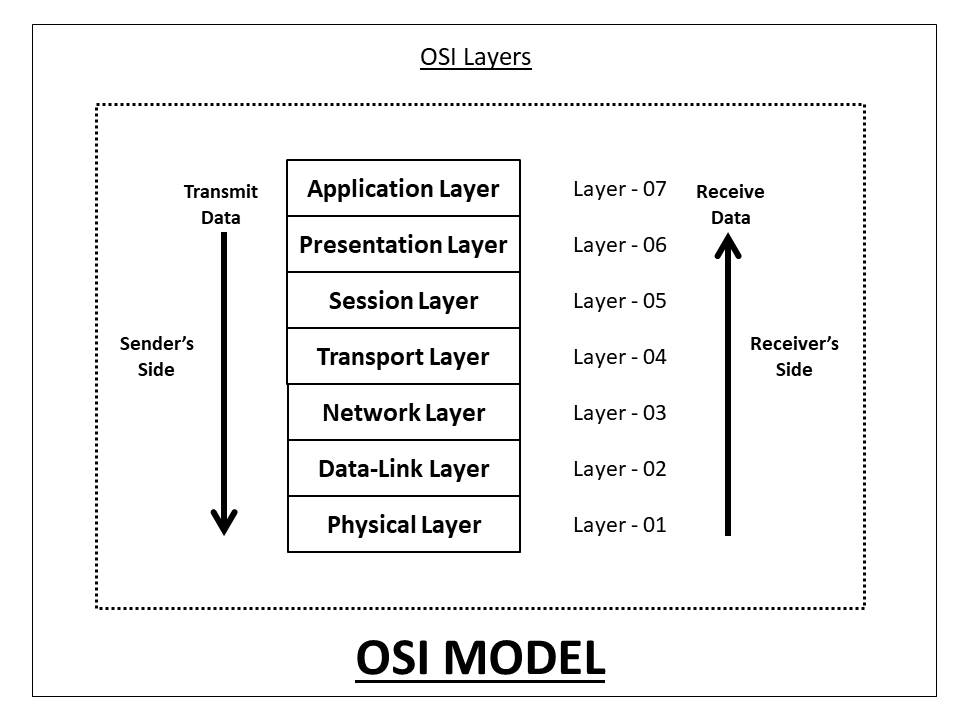 OSI Layers
Transmit
Data
Application Layer
Layer - 07
Receive
Data
Presentation Layer
Layer - 06
Session Layer
Layer - 05
Sender’s
Side
Transport Layer
Layer - 04
Receiver’s
Side
Network Layer
Layer - 03
Data-Link Layer
Layer - 02
Physical Layer
Layer - 01
OSI MODEL